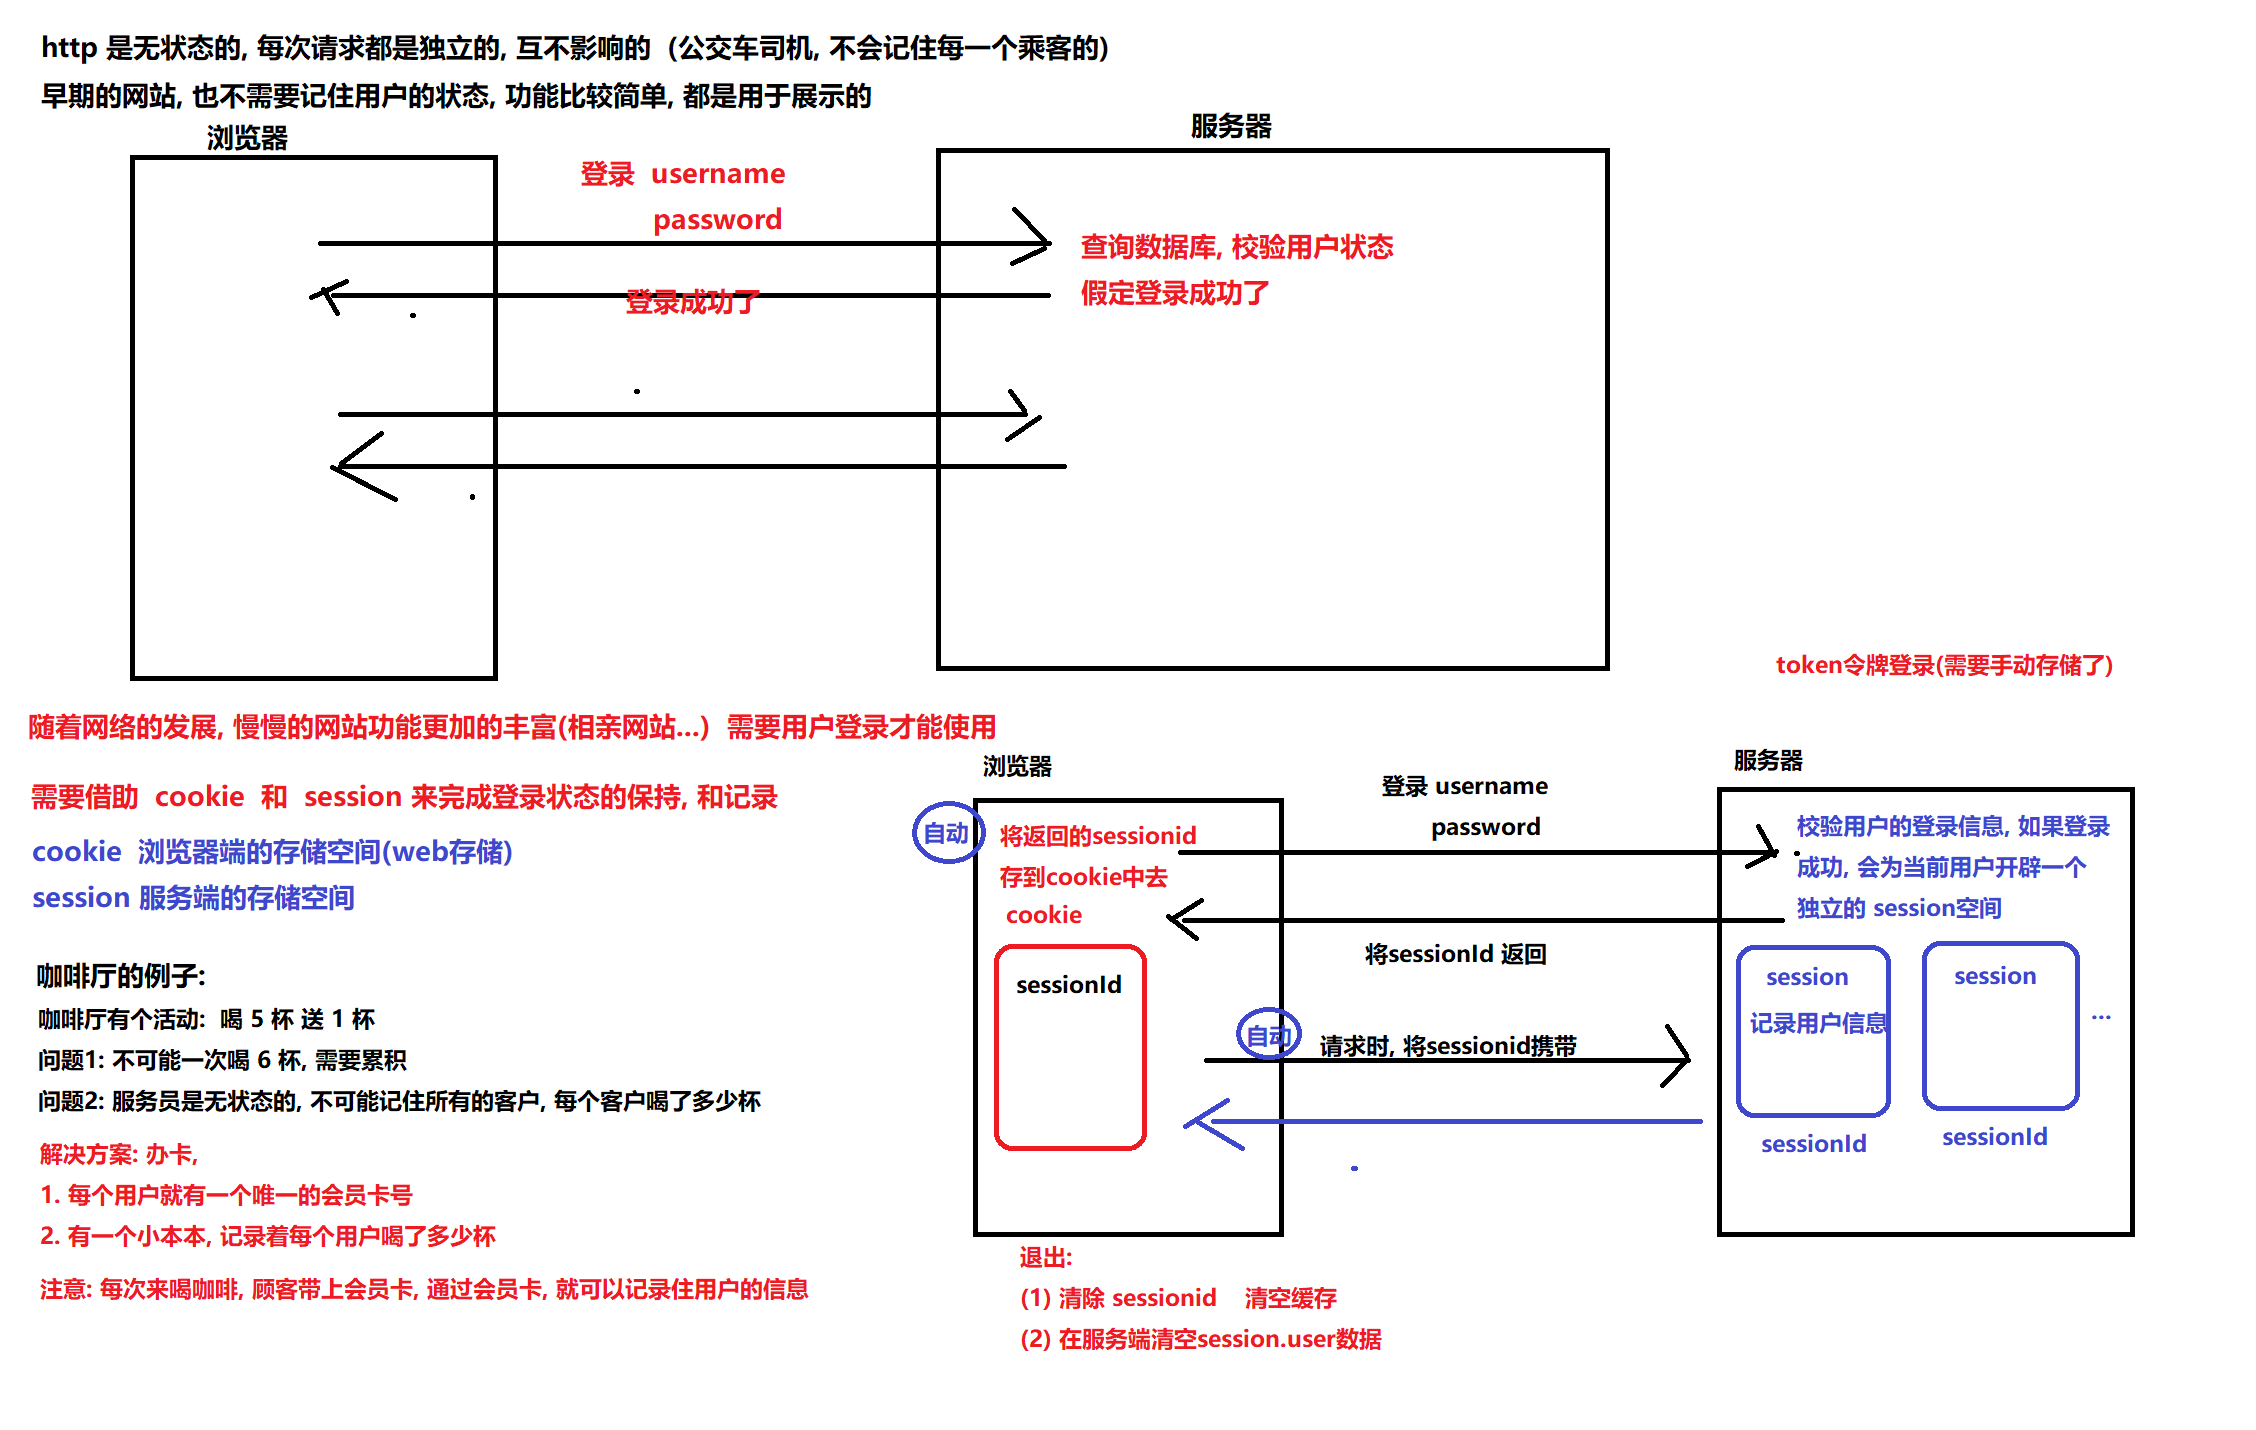 http 是无状态的, 每次请求都是独立的, 互不影响的 (公交车司机, 不会记住每一个乘客的)
早期的网站, 也不需要记住用户的状态, 功能比较简单, 都是用于展示的
浏览器
服务器
登录 username
password
查询数据库, 校验用户状态
假定登录成功了
登录成功了
token令牌登录(需要手动存储了)
随着网络的发展, 慢慢的网站功能更加的丰富(相亲网站...) 需要用户登录才能使用
需要借助 cookie 和 session 来完成登录状态的保持, 和记录
cookie 浏览器端的存储空间(web存储)
session 服务端的存储空间
咖啡厅的例子:
咖啡厅有个活动: 喝 5 杯 送 1 杯
问题1: 不可能一次喝 6 杯, 需要累积
问题2: 服务员是无状态的, 不可能记住所有的客户, 每个客户喝了多少杯
解决方案: 办卡,
1. 每个用户就有一个唯一的会员卡号
2. 有一个小本本, 记录着每个用户喝了多少杯
注意: 每次来喝咖啡, 顾客带上会员卡, 通过会员卡, 就可以记录住用户的信息
浏览器
服务器
登录 username
password
自动
将返回的sessionid
存到cookie中去
cookie
sessionId
校验用户的登录信息, 如果登录
成功, 会为当前用户开辟一个
独立的 session空间
将sessionId 返回
自动
请求时, 将sessionid携带
session
记录用户信息
sessionId
session
sessionId
...
退出:
(1) 清除 sessionid 清空缓存
(2) 在服务端清空session.user数据